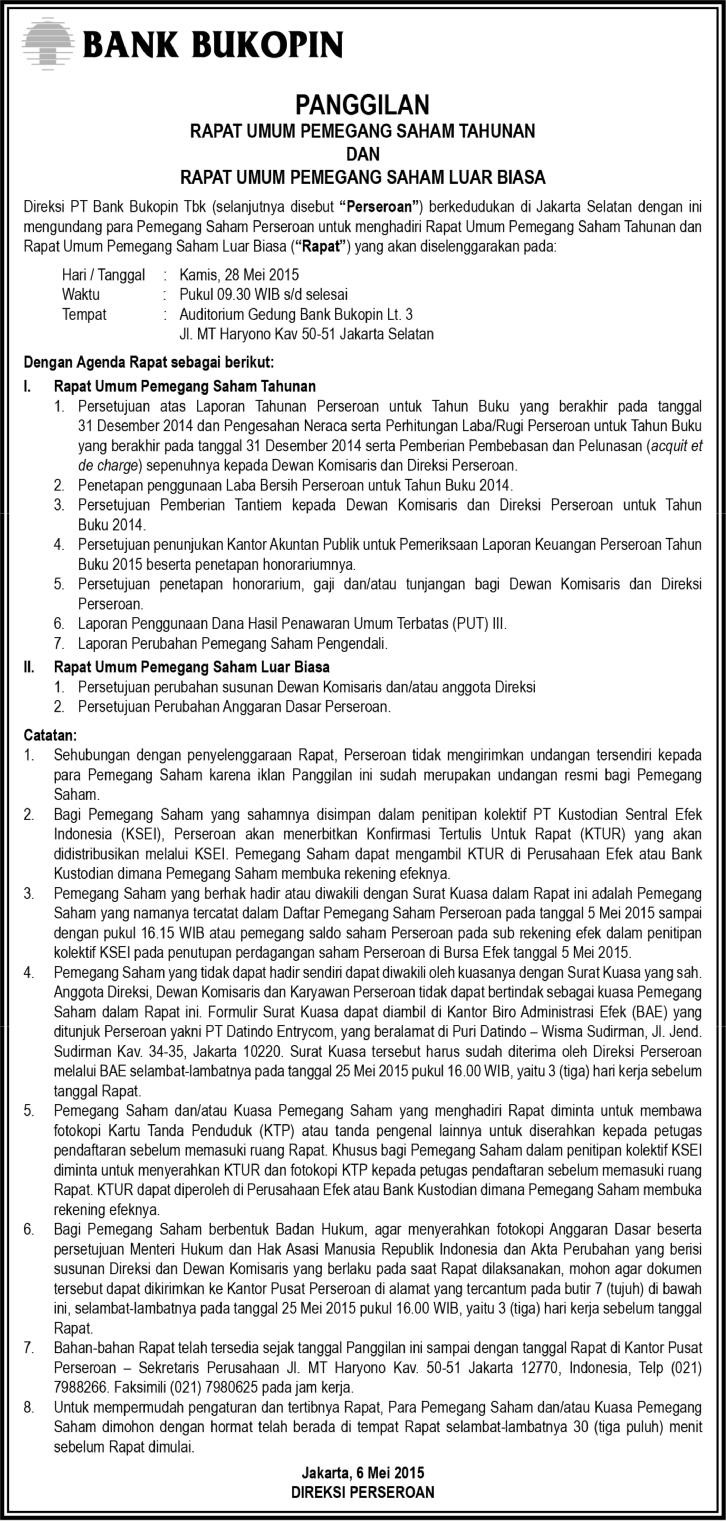 BANK BUKOPIN
PANGGILAN
RAPAT UMUM PEMEGANG SAHAM TAHUNAN
DAN
RAPAT UMUM PEMEGANG SAHAM LUAR BIASA
Direksi PT Bank Bukopin Tbk (selanjutnya disebut “Perseroan”) berkedudukan di Jakarta Selatan dengan ini
mengundang para Pemegang Saham Perseroan untuk menghadiri Rapat Umum Pemegang Saham Tahunan dan
Rapat Umum Pemegang Saham Luar Biasa (“Rapat”) yang akan diselenggarakan pada:
Hari / Tanggal : Kamis, 28 Mei 2015
Waktu : Pukul 09.30 WIB s/d selesai
Tempat : Auditorium Gedung Bank Bukopin Lt. 3
Jl. MT Haryono Kav 50-51 Jakarta Selatan
Dengan Agenda Rapat sebagai berikut:
I. Rapat Umum Pemegang Saham Tahunan
1. Persetujuan atas Laporan Tahunan Perseroan untuk Tahun Buku yang berakhir pada tanggal
31 Desember 2014 dan Pengesahan Neraca serta Perhitungan Laba/Rugi Perseroan untuk Tahun Buku
yang berakhir pada tanggal 31 Desember 2014 serta Pemberian Pembebasan dan Pelunasan (acquit et
de charge) sepenuhnya kepada Dewan Komisaris dan Direksi Perseroan.
2. Penetapan penggunaan Laba Bersih Perseroan untuk Tahun Buku 2014.
3. Persetujuan Pemberian Tantiem kepada Dewan Komisaris dan Direksi Perseroan untuk Tahun
Buku 2014.
4. Persetujuan penunjukan Kantor Akuntan Publik untuk Pemeriksaan Laporan Keuangan Perseroan Tahun
Buku 2015 beserta penetapan honorariumnya.
5. Persetujuan penetapan honorarium, gaji dan/atau tunjangan bagi Dewan Komisaris dan Direksi
Perseroan.
6. Laporan Penggunaan Dana Hasil Penawaran Umum Terbatas (PUT) III.
7. Laporan Perubahan Pemegang Saham Pengendali.
II. Rapat Umum Pemegang Saham Luar Biasa
1. Persetujuan perubahan susunan Dewan Komisaris dan/atau anggota Direksi
2. Persetujuan Perubahan Anggaran Dasar Perseroan.
Catatan:
1. Sehubungan dengan penyelenggaraan Rapat, Perseroan tidak mengirimkan undangan tersendiri kepada
para Pemegang Saham karena iklan Panggilan ini sudah merupakan undangan resmi bagi Pemegang
Saham.
2. Bagi Pemegang Saham yang sahamnya disimpan dalam penitipan kolektif PT Kustodian Sentral Efek
Indonesia (KSEI), Perseroan akan menerbitkan Konfirmasi Tertulis Untuk Rapat (KTUR) yang akan
didistribusikan melalui KSEI. Pemegang Saham dapat mengambil KTUR di Perusahaan Efek atau Bank
Kustodian dimana Pemegang Saham membuka rekening efeknya.
3. Pemegang Saham yang berhak hadir atau diwakili dengan Surat Kuasa dalam Rapat ini adalah Pemegang
Saham yang namanya tercatat dalam Daftar Pemegang Saham Perseroan pada tanggal 5 Mei 2015 sampai
dengan pukul 16.15 WIB atau pemegang saldo saham Perseroan pada sub rekening efek dalam penitipan
kolektif KSEI pada penutupan perdagangan saham Perseroan di Bursa Efek tanggal 5 Mei 2015.
4. Pemegang Saham yang tidak dapat hadir sendiri dapat diwakili oleh kuasanya dengan Surat Kuasa yang sah.
Anggota Direksi, Dewan Komisaris dan Karyawan Perseroan tidak dapat bertindak sebagai kuasa Pemegang
Saham dalam Rapat ini. Formulir Surat Kuasa dapat diambil di Kantor Biro Administrasi Efek (BAE) yang
ditunjuk Perseroan yakni PT Datindo Entrycom, yang beralamat di Puri Datindo – Wisma Sudirman, Jl. Jend.
Sudirman Kav. 34-35, Jakarta 10220. Surat Kuasa tersebut harus sudah diterima oleh Direksi Perseroan
melalui BAE selambat-lambatnya pada tanggal 25 Mei 2015 pukul 16.00 WIB, yaitu 3 (tiga) hari kerja sebelum
tanggal Rapat.
5. Pemegang Saham dan/atau Kuasa Pemegang Saham yang menghadiri Rapat diminta untuk membawa
fotokopi Kartu Tanda Penduduk (KTP) atau tanda pengenal lainnya untuk diserahkan kepada petugas
pendaftaran sebelum memasuki ruang Rapat. Khusus bagi Pemegang Saham dalam penitipan kolektif KSEI
diminta untuk menyerahkan KTUR dan fotokopi KTP kepada petugas pendaftaran sebelum memasuki ruang
Rapat. KTUR dapat diperoleh di Perusahaan Efek atau Bank Kustodian dimana Pemegang Saham membuka
rekening efeknya.
6. Bagi Pemegang Saham berbentuk Badan Hukum, agar menyerahkan fotokopi Anggaran Dasar beserta
persetujuan Menteri Hukum dan Hak Asasi Manusia Republik Indonesia dan Akta Perubahan yang berisi
susunan Direksi dan Dewan Komisaris yang berlaku pada saat Rapat dilaksanakan, mohon agar dokumen
tersebut dapat dikirimkan ke Kantor Pusat Perseroan di alamat yang tercantum pada butir 7 (tujuh) di bawah
ini, selambat-lambatnya pada tanggal 25 Mei 2015 pukul 16.00 WIB, yaitu 3 (tiga) hari kerja sebelum tanggal
Rapat.
7. Bahan-bahan Rapat telah tersedia sejak tanggal Panggilan ini sampai dengan tanggal Rapat di Kantor Pusat
Perseroan – Sekretaris Perusahaan Jl. MT Haryono Kav. 50-51 Jakarta 12770, Indonesia, Telp (021)
7988266. Faksimili (021) 7980625 pada jam kerja.
8. Untuk mempermudah pengaturan dan tertibnya Rapat, Para Pemegang Saham dan/atau Kuasa Pemegang
Saham dimohon dengan hormat telah berada di tempat Rapat selambat-lambatnya 30 (tiga puluh) menit
sebelum Rapat dimulai.
Jakarta, 6 Mei 2015
DIREKSI PERSEROAN